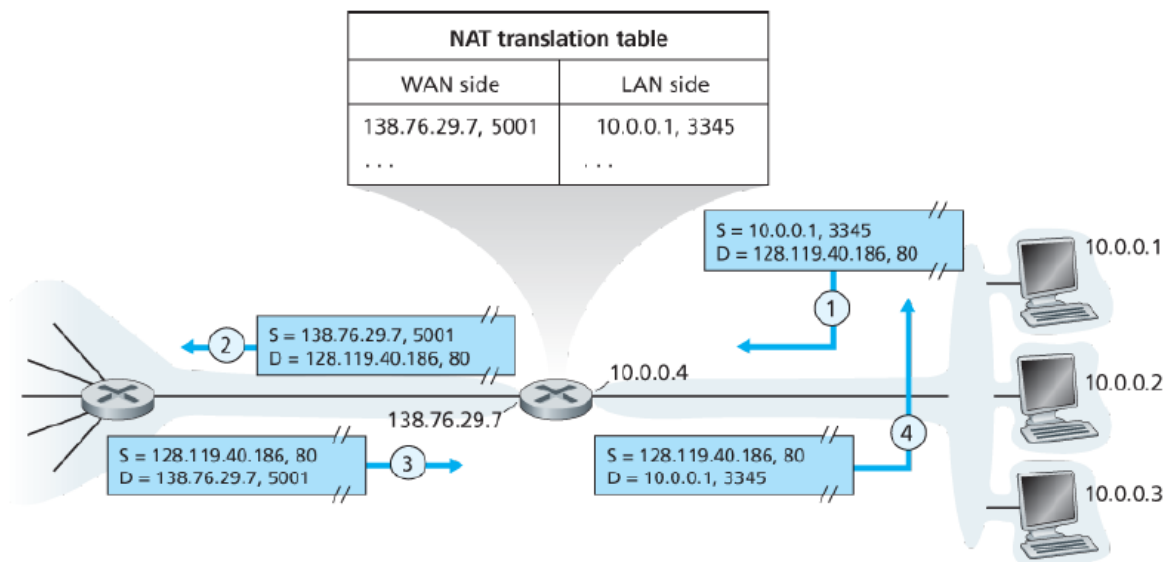 NAT translation table
WAN side LAN side
138.76.29.7, 5001 10.0.0.1, 3345
. . . . . .
S = 10.0.0.1, 3345
D = 128.119.40.186, 80
10.0.0.1
1
S = 138.76.29.7, 5001
D = 128.119.40.186, 80
2
10.0.0.4
10.0.0.2
138.76.29.7
4
S = 128.119.40.186, 80
D = 138.76.29.7, 5001
3
S = 128.119.40.186, 80
D = 10.0.0.1, 3345
10.0.0.3